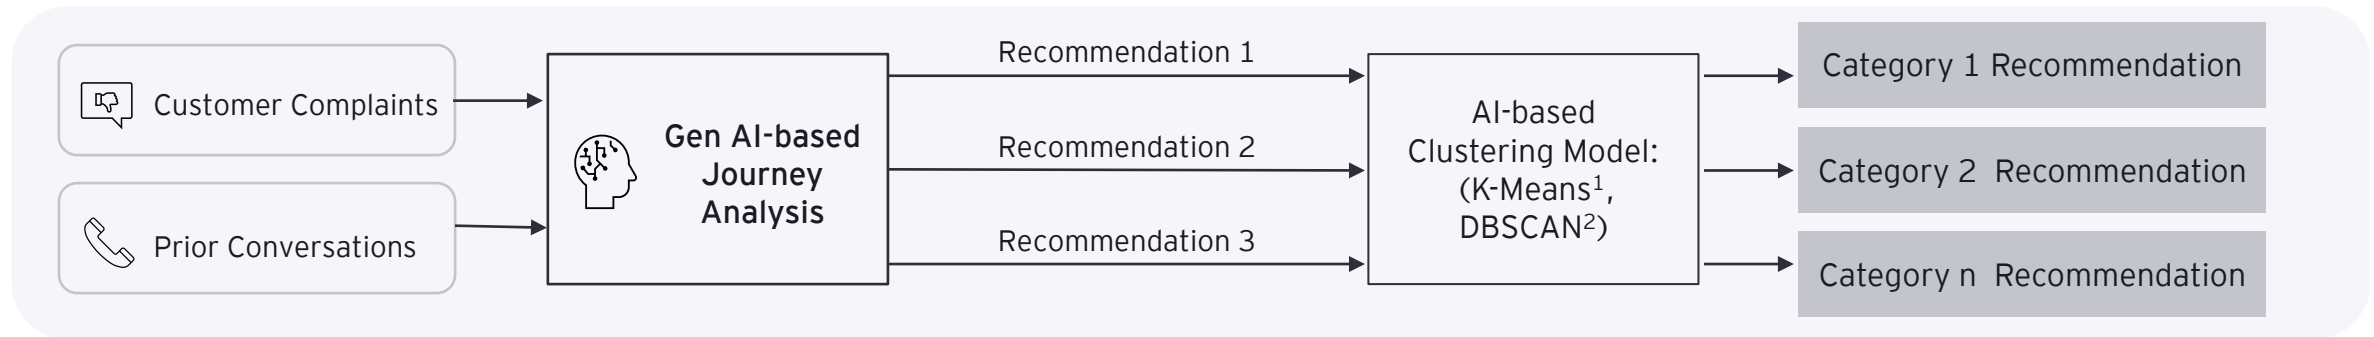 Customer Complaints
Prior Conversations
Gen AI-based
Journey
Analysis
Recommendation 1
Recommendation 2
Recommendation 3
AI-based
Clustering Model:
(K-Means¹,
DBSCAN²)
Category 1 Recommendation
Category 2 Recommendation
Category n Recommendation